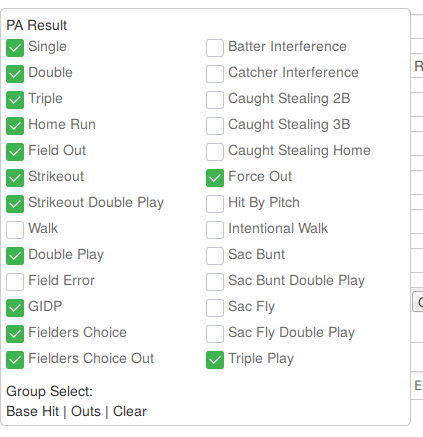 PA Result
Single
Batter Interference
Double
Catcher Interference
Triple
Caught Stealing 2B
Home Run
Caught Stealing 3B
Field Out
Caught Stealing Home
Strikeout
Force Out
Strikeout Double Play
Hit By Pitch
Walk
Intentional Walk
Double Play
Sac Bunt
Field Error
Sac Bunt Double Play
GIDP
Sac Fly
Fielders Choice
Sac Fly Double Play
Fielders Choice Out
Triple Play
Group Select:
Base Hit | Outs | Clear
R
E